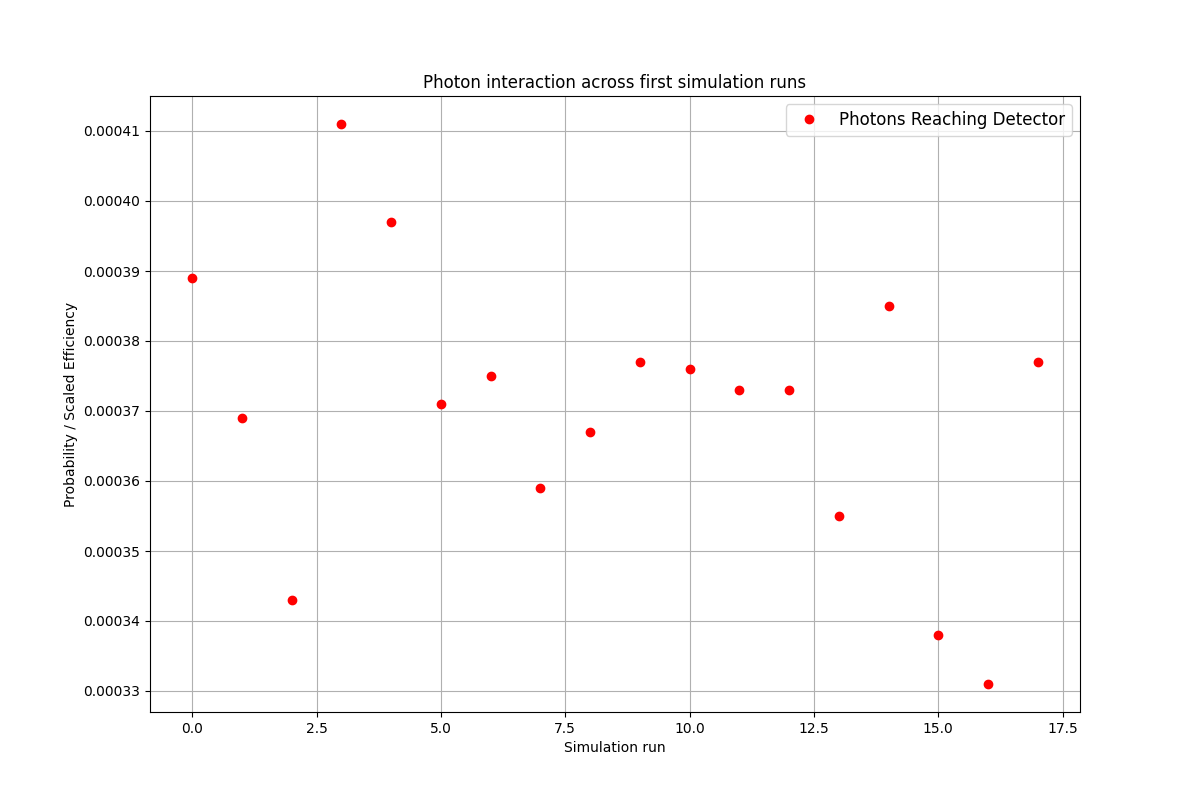 Photon interaction across first simulation runs
Photons Reaching Detector
0.00041
0.00040
0.00039
0.00038
0.00037
0.00036
0.00035
0.00034
0.00033
Probability / Scaled Efficiency
0.0 2.5 5.0 7.5 10.0 12.5 15.0 17.5
Simulation run